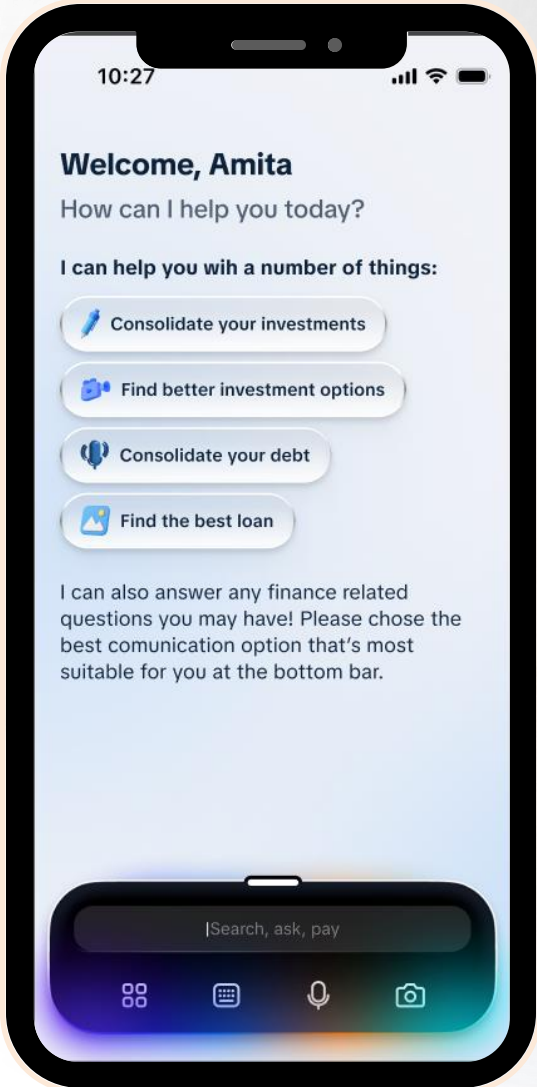 10:27
Welcome, Amita
How can I help you today?
I can help you wih a number of things:
Consolidate your investments
Find better investment options
Consolidate your debt
Find the best loan
I can also answer any finance related
questions you may have! Please chose the
best comunication option that's most
suitable for you at the bottom bar.
Search, ask, pay